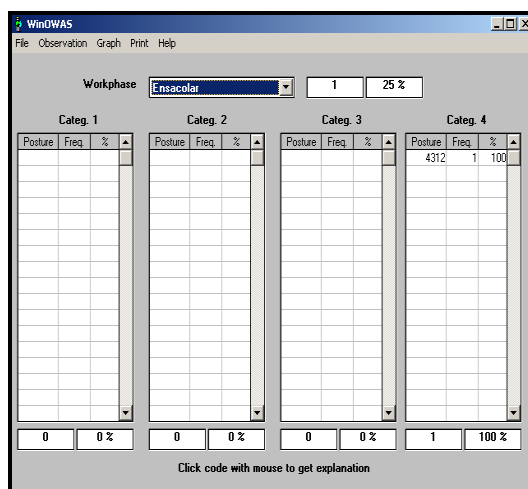 WinOWAS
File Observation Graph Print Help
Workphase Ensacolar 1 25 %
Categ. 1 Categ. 2 Categ. 3 Categ. 4
Posture Freq. % Posture Freq. % Posture Freq. % Posture Freq. %
4312 1 100
0 0 % 0 0 % 0 0 % 1 100 %
Click code with mouse to get explanation